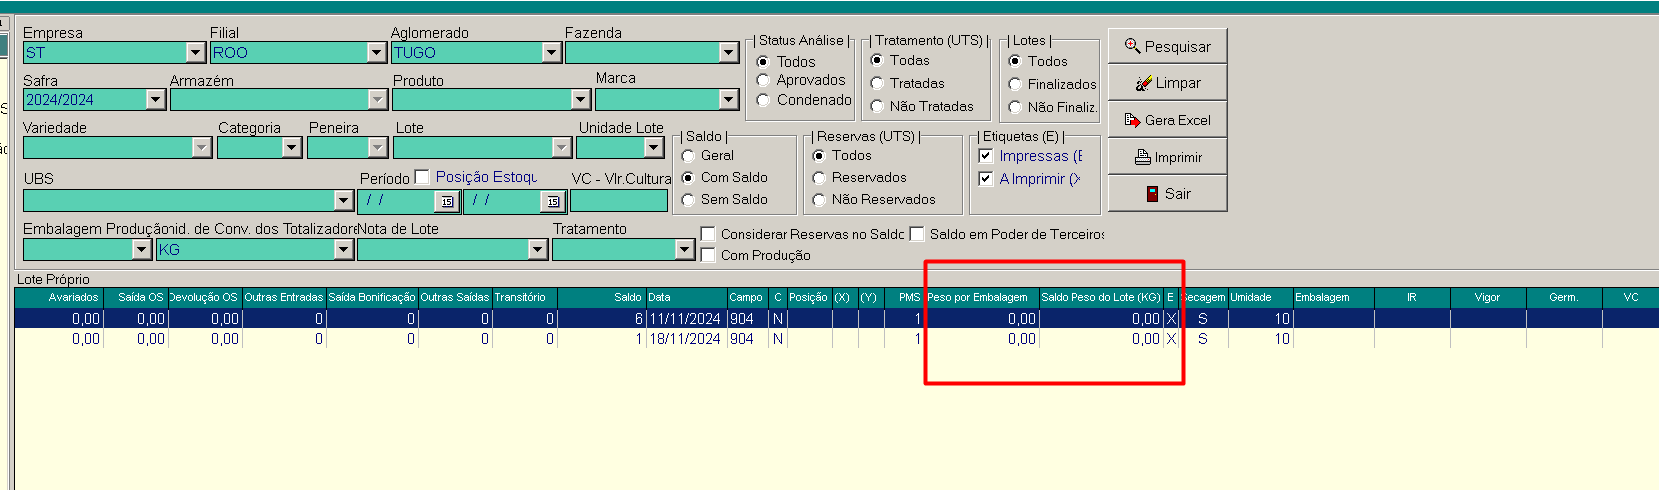 Empresa Filial Aglomerado Fazenda
ST ROO TUGO
Safra Armazém Produto Marca
2024/2024
Variedade Categoria Peneira Lote Unidade Lote
UBS Período Posição Estoqu VC - Vlr.Cultura
/ / 15 / / 15
Embalagem Produção nid. de Conv. dos Totalizadore Nota de Lote Tratamento
KG
Status Análise
Todos
Aprovados
Condenado
Tratamento (UTS)
Todas
Tratadas
Não Tratadas
Lotes
Todos
Finalizados
Não Finaliz.
Saldo
Geral
Com Saldo
Sem Saldo
Reservas (UTS)
Todos
Reservados
Não Reservados
Etiquetas (E)
Impressas (E
A Imprimir (X
Considerar Reservas no Saldo Saldo em Poder de Terceiros
Com Produção
Pesquisar
Limpar
Gera Excel
Imprimir
Sair
Lote Próprio
Avariados Saída OS Devolução OS Outras Entradas Saída Bonificação Outras Saídas Transitório Saldo Data Campo C Posição (X) (Y) PMS Peso por Embalagem Saldo Peso do Lote (KG) E Secagem Umidade Embalagem IR Vigor Germ. VC
0,00 0,00 0,00 0 0 0 0 6 11/11/2024 904 N 1 0,00 0,00 X S 10
0,00 0,00 0,00 0 0 0 0 1 18/11/2024 904 N 1 0,00 0,00 X S 10